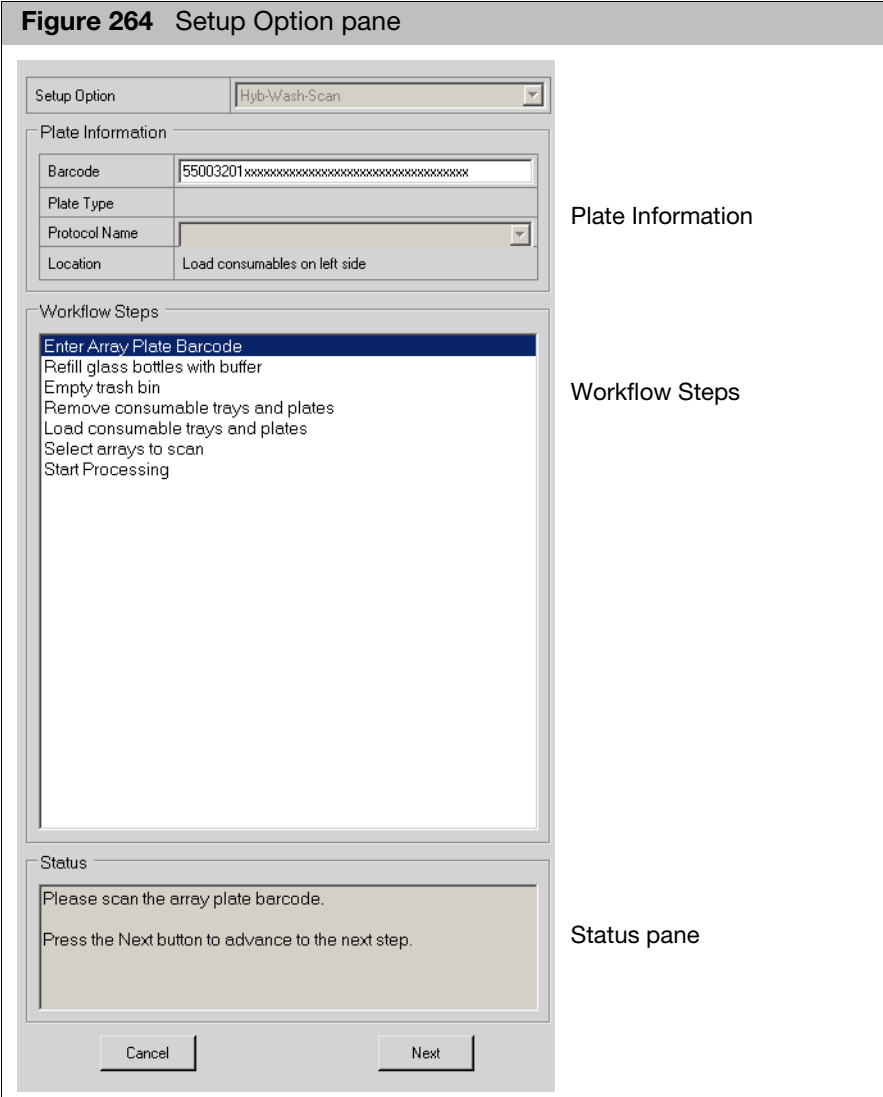 Figure 264 Setup Option pane
Setup Option Hyb-Wash-Scan
Plate Information
Barcode 55003201xxxxxxxxxxxxxxxxxxxxxxxxxxxxxxxxxxx
Plate Type
Plate Information
Protocol Name
Location Load consumables on left side
Workflow Steps
Enter Array Plate Barcode
Refill glass bottles with buffer
Empty trash bin
Workflow Steps
Remove consumable trays and plates
Load consumable trays and plates
Select arrays to scan
Start Processing
Status
Please scan the array plate barcode.
Press the Next button to advance to the next step.
Status pane
Cancel Next